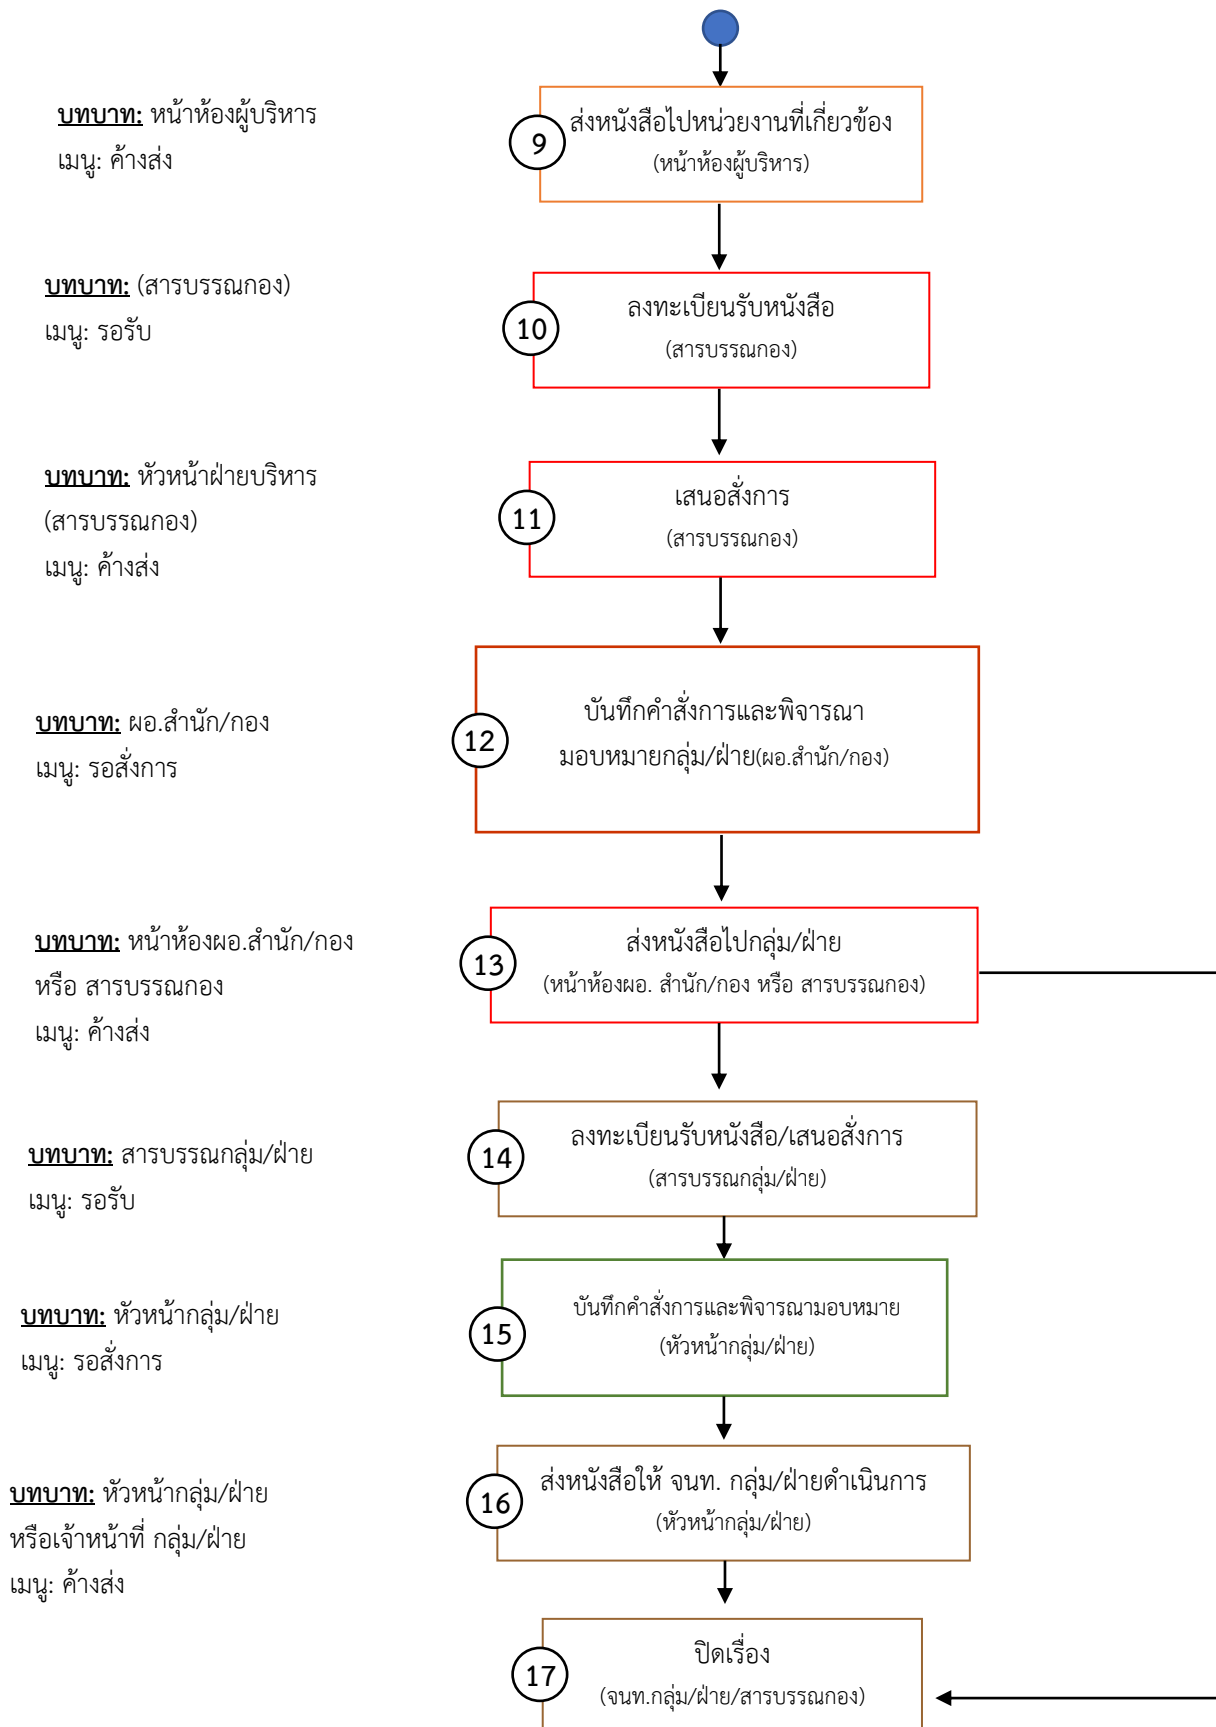 บทบาท: หน้าห้องผู้บริหาร
เมนู: ค้างส่ง
9
ส่งหนังสือไปหน่วยงานที่เกี่ยวข้อง
(หน้าห้องผู้บริหาร)
บทบาท: (สารบรรณกอง)
เมนู: รอรับ
10
ลงทะเบียนรับหนังสือ
(สารบรรณกอง)
บทบาท: หัวหน้าฝ่ายบริหาร
(สารบรรณกอง)
เมนู: ค้างส่ง
11
เสนอสั่งการ
(สารบรรณกอง)
บทบาท: ผอ.สำนัก/กอง
เมนู: รอสั่งการ
12
บันทึกคำสั่งการและพิจารณา
มอบหมายกลุ่ม/ฝ่าย(ผอ.สำนัก/กอง)
บทบาท: หน้าห้องผอ.สำนัก/กอง
หรือ สารบรรณกอง
เมนู: ค้างส่ง
13
ส่งหนังสือไปกลุ่ม/ฝ่าย
(หน้าห้องผอ. สำนัก/กอง หรือ สารบรรณกอง)
บทบาท: สารบรรณกลุ่ม/ฝ่าย
เมนู: รอรับ
14
ลงทะเบียนรับหนังสือ/เสนอสั่งการ
(สารบรรณกลุ่ม/ฝ่าย)
บทบาท: หัวหน้ากลุ่ม/ฝ่าย
เมนู: รอสั่งการ
15
บันทึกคำสั่งการและพิจารณามอบหมาย
(หัวหน้ากลุ่ม/ฝ่าย)
บทบาท: หัวหน้ากลุ่ม/ฝ่าย
หรือเจ้าหน้าที่ กลุ่ม/ฝ่าย
เมนู: ค้างส่ง
16
ส่งหนังสือให้ จนท. กลุ่ม/ฝ่ายดำเนินการ
(หัวหน้ากลุ่ม/ฝ่าย)
17
ปิดเรื่อง
(จนท.กลุ่ม/ฝ่าย/สารบรรณกอง)